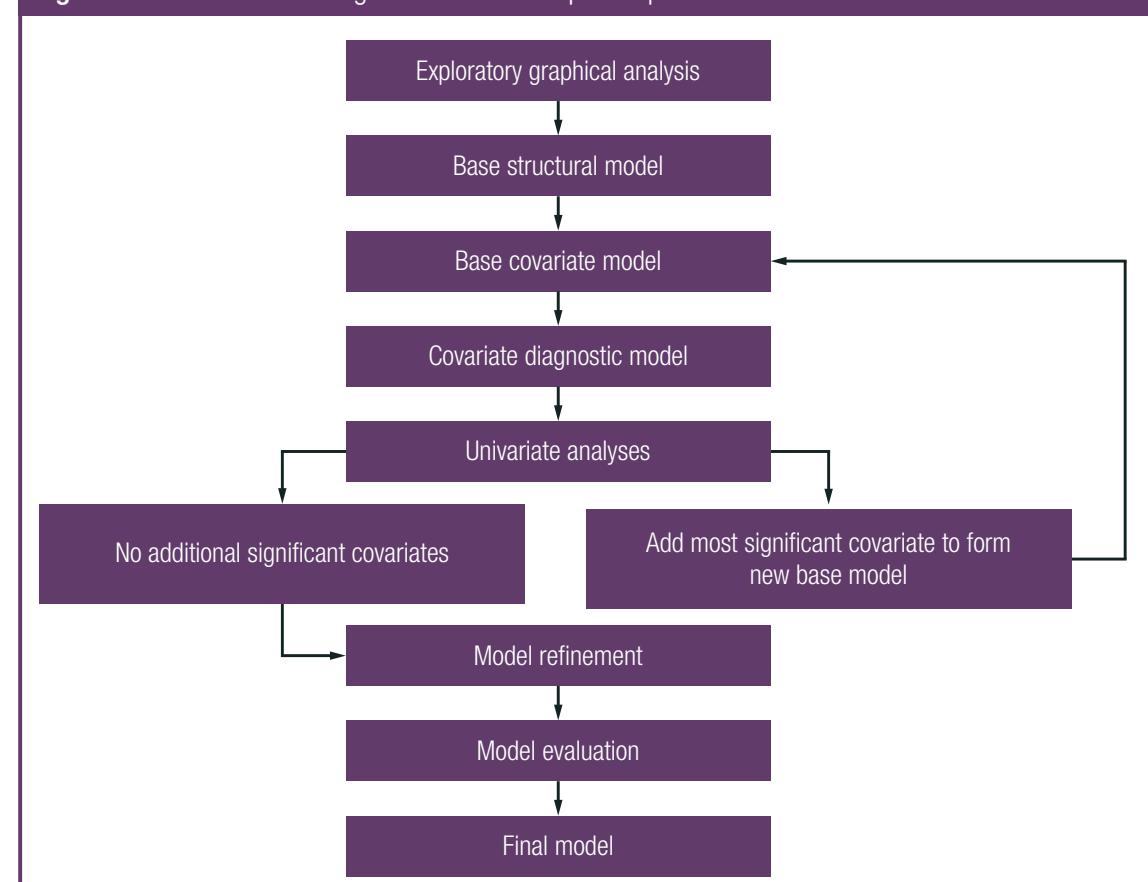 Exploratory graphical analysis
Base structural model
Base covariate model
Covariate diagnostic model
Univariate analyses
No additional significant covariates
Add most significant covariate to form
new base model
Model refinement
Model evaluation
Final model